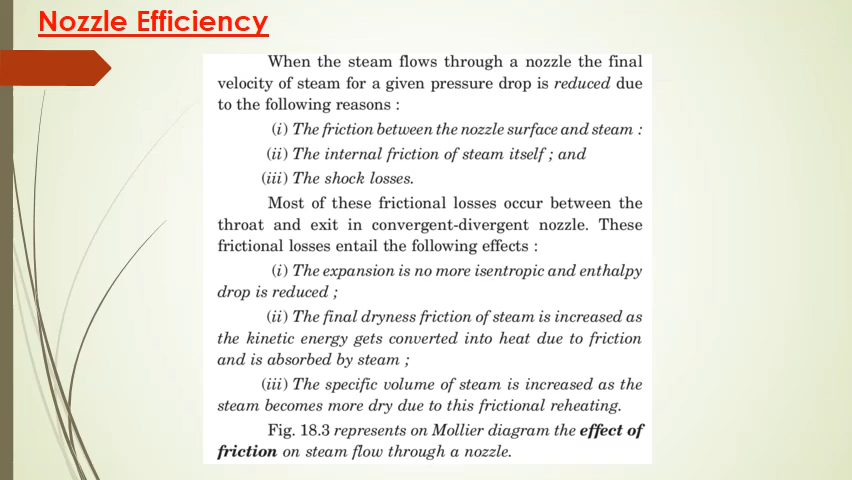 Nozzle Efficiency
When the steam flows through a nozzle the final
velocity of steam for a given pressure drop is reduced due
to the following reasons :
(i) The friction between the nozzle surface and steam :
(ii) The internal friction of steam itself ; and
(iii) The shock losses.
Most of these frictional losses occur between the
throat and exit in convergent-divergent nozzle. These
frictional losses entail the following effects :
(i) The expansion is no more isentropic and enthalpy
drop is reduced ;
(ii) The final dryness friction of steam is increased as
the kinetic energy gets converted into heat due to friction
and is absorbed by steam ;
(iii) The specific volume of steam is increased as the
steam becomes more dry due to this frictional reheating.
Fig. 18.3 represents on Mollier diagram the effect of
friction on steam flow through a nozzle.